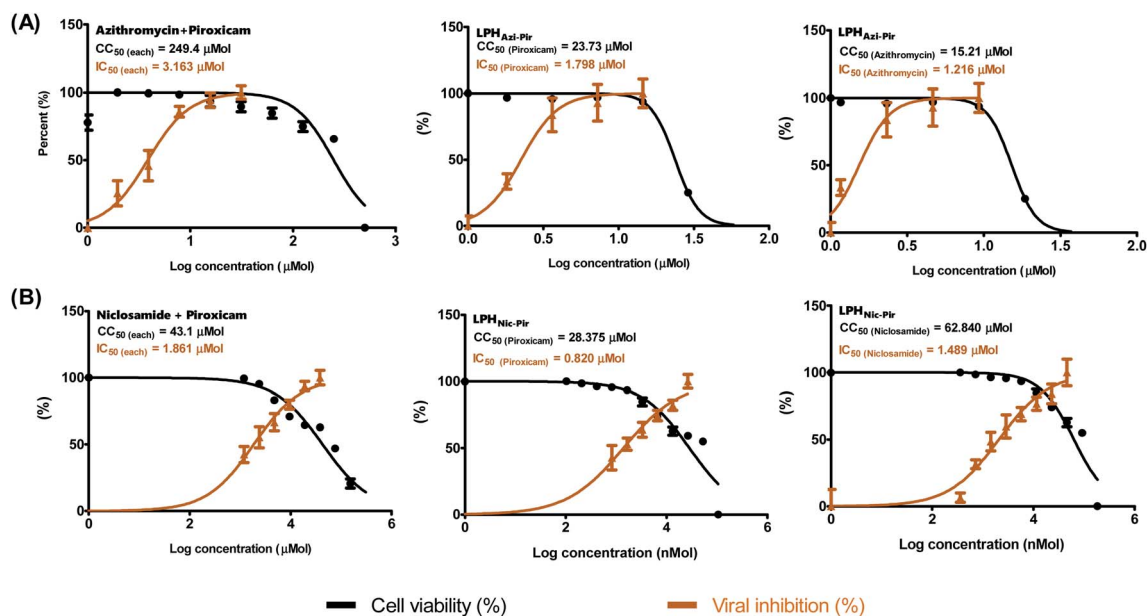 (A)
Azithromycin+Piroxicam
CC50 (each) = 249.4 μMol
IC50 (each) = 3.163 μMol
150
100
50
0
Percent (%)
0 1 2 3
Log concentration (μMol)
LPHAzi-Pir
CC50 (Piroxicam) = 23.73 μMol
IC50 (Piroxicam) = 1.798 μMol
150
100
50
0
(%)
0.0 0.5 1.0 1.5 2.0
Log concentration (μMol)
LPHAzi-Pir
CC50 (Azithromycin) = 15.21 μMol
IC50 (Azithromycin) = 1.216 μMol
150
100
50
0
(%)
0.0 0.5 1.0 1.5 2.0
Log concentration (μMol)
(B)
Niclosamide + Piroxicam
CC50 (each) = 43.1 μMol
IC50 (each) = 1.861 μMol
150
100
50
0
(%)
0 2 4 6
Log concentration (μMol)
LPHNic-Pir
CC50 (Piroxicam) = 28.375 μMol
IC50 (Piroxicam) = 0.820 μMol
150
100
50
0
(%)
0 2 4 6
Log concentration (nMol)
LPHNic-Pir
CC50 (Niclosamide) = 62.840 μMol
IC50 (Niclosamide) = 1.489 μMol
150
100
50
0
(%)
0 2 4 6
Log concentration (nMol)
Cell viability (%)
Viral inhibition (%)